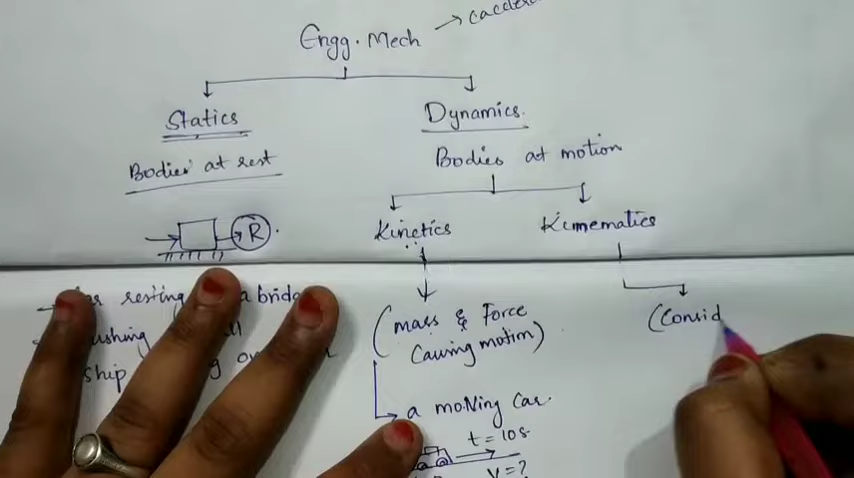 Engg. Mech →
Statics
Bodies at rest
R
Dynamics.
Bodies at motion
Kinetics
Kinematics
resting
a bridge
ship
(mass & Force
Causing motion)
a moving car.
t = 10s.
v = ?
(Consid